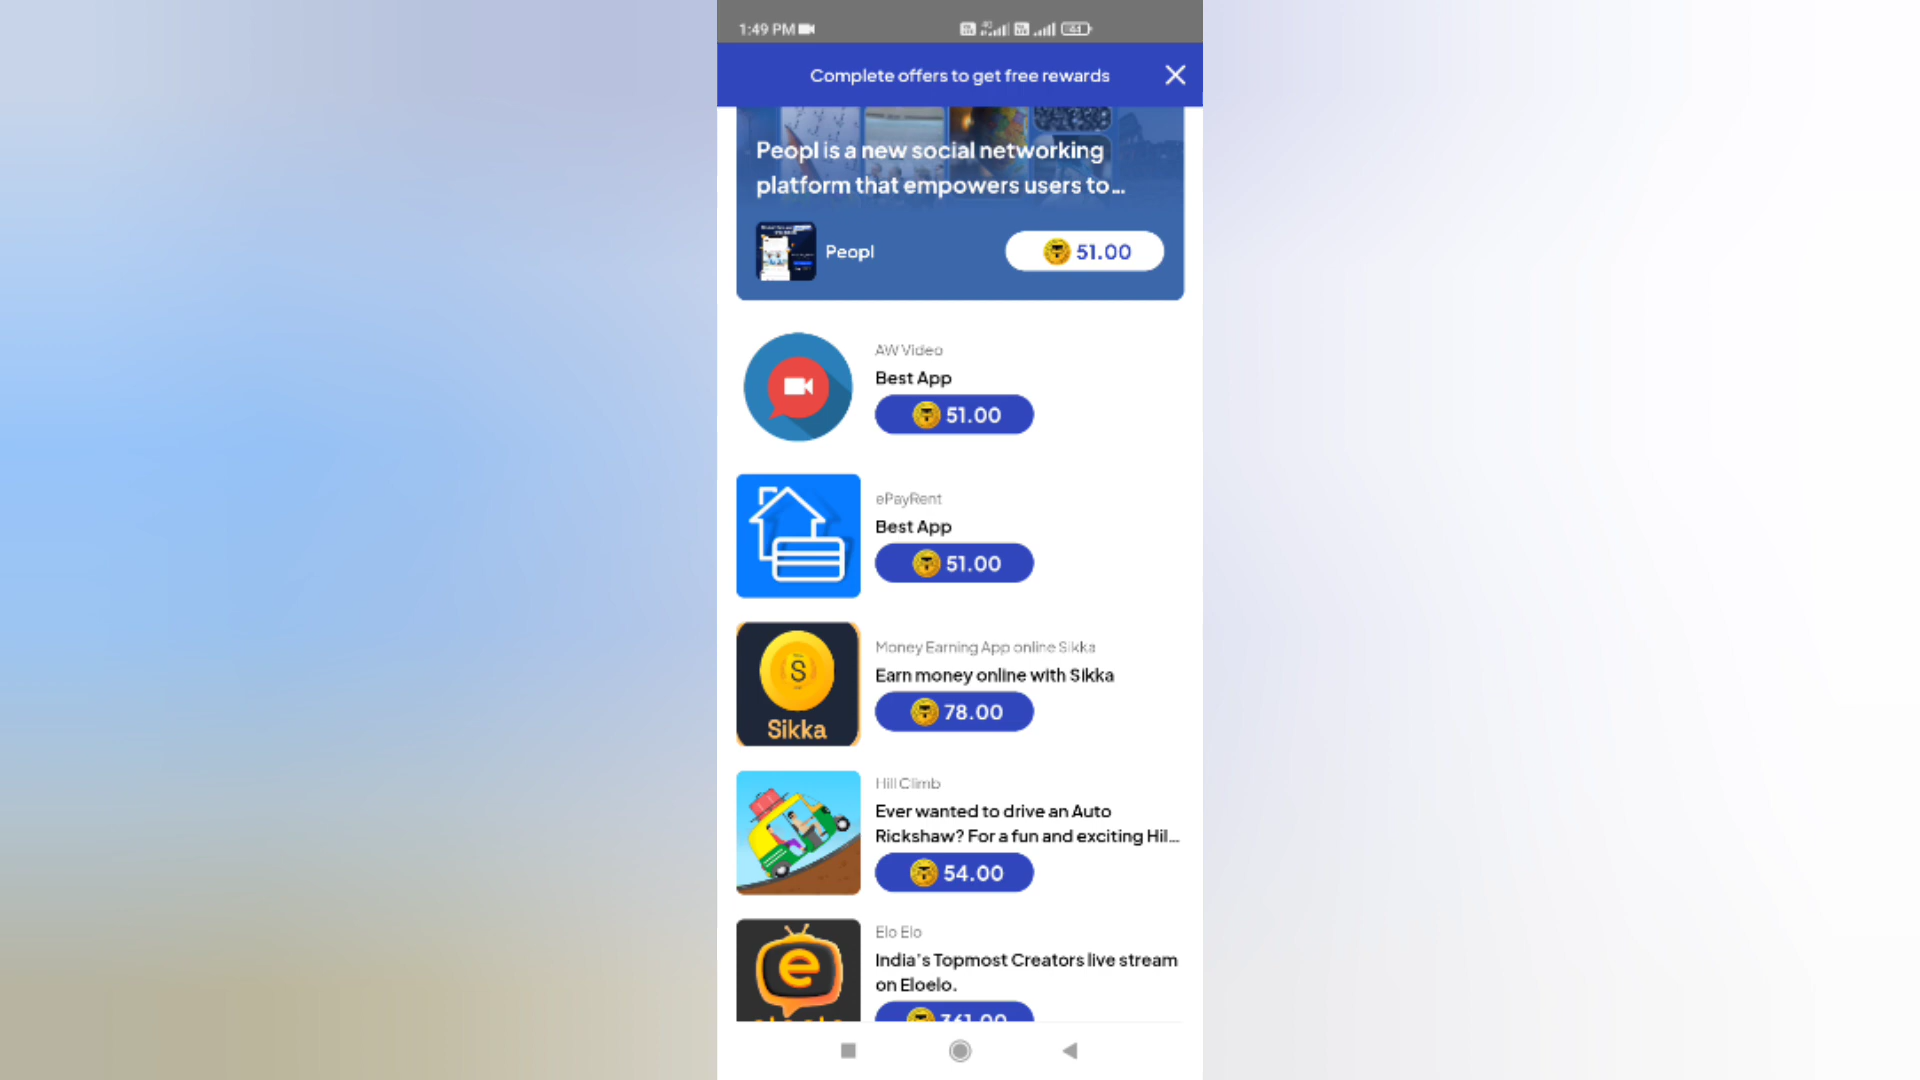 1:49 PM
Complete offers to get free rewards
Peopl is a new social networking
platform that empowers users to...
Peopl
51.00
AW Video
Best App
51.00
ePayRent
Best App
51.00
Money Earning App online Sikka
Earn money online with Sikka
78.00
Sikka
Hill Climb
Ever wanted to drive an Auto
Rickshaw? For a fun and exciting Hil...
54.00
Elo Elo
India's Topmost Creators live stream
on Eloelo.
361.00